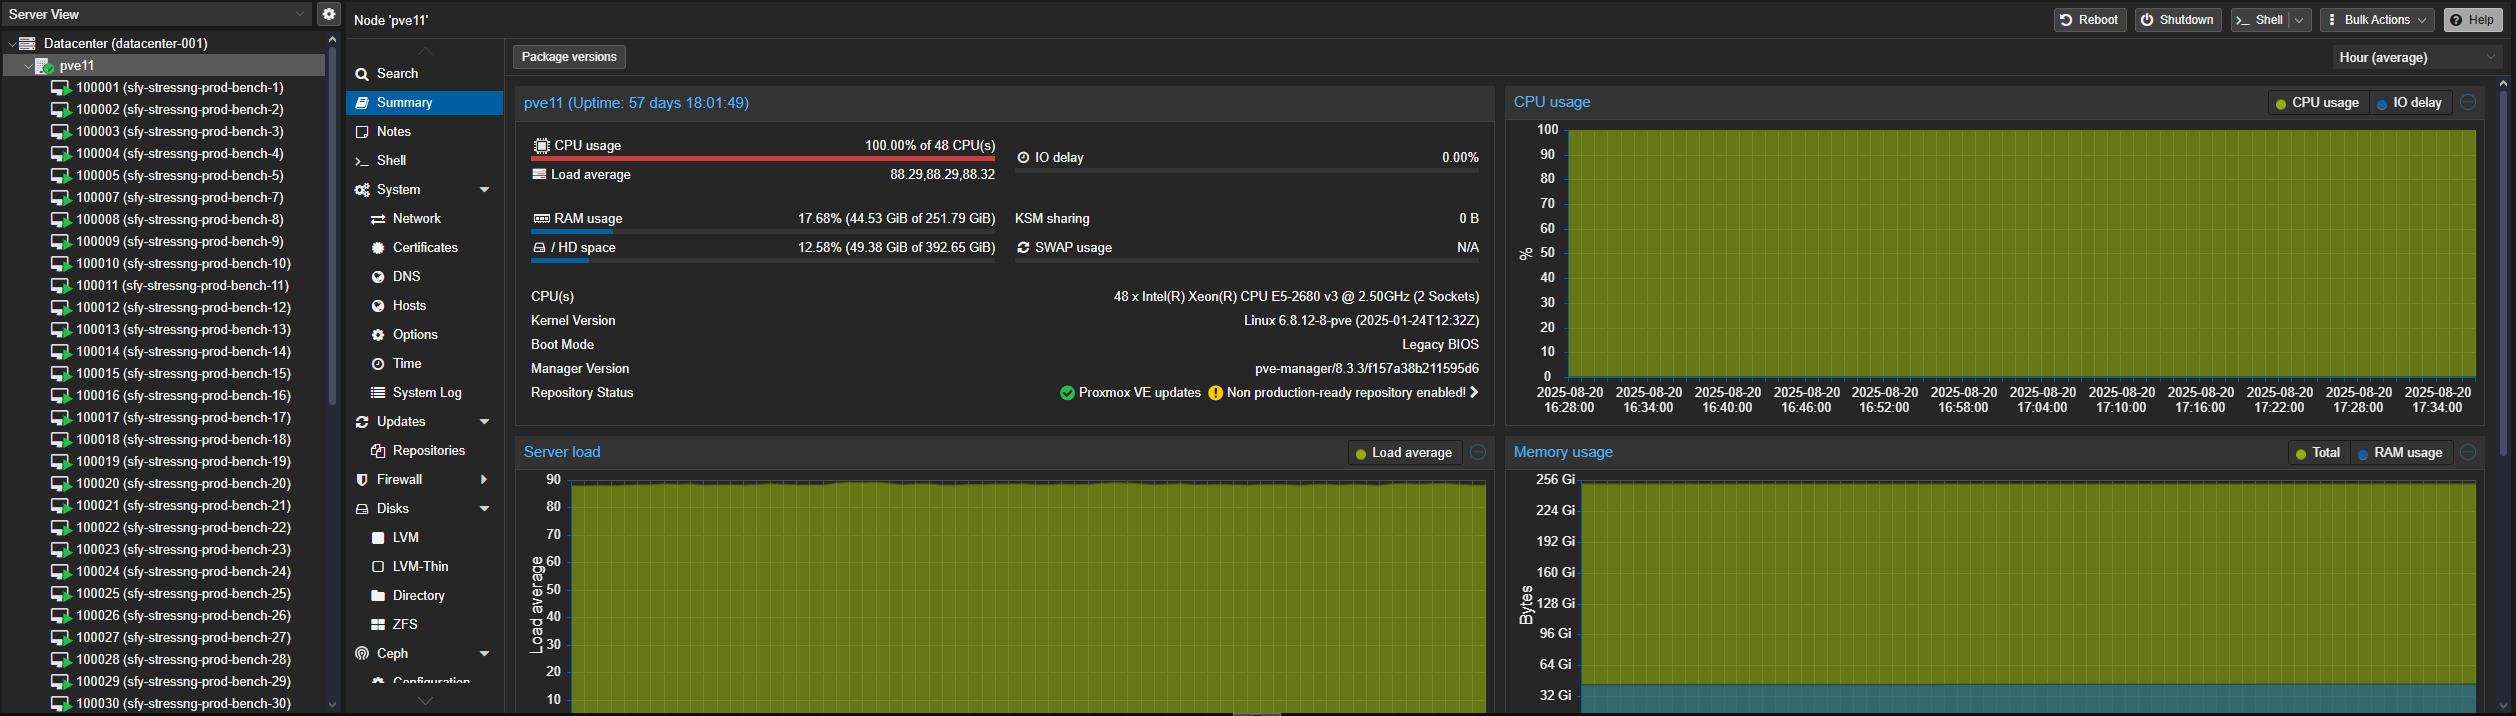 Server View
Datacenter (datacenter-001)
pve11
100001 (sfy-stressng-prod-bench-1)
100002 (sfy-stressng-prod-bench-2)
100003 (sfy-stressng-prod-bench-3)
100004 (sfy-stressng-prod-bench-4)
100005 (sfy-stressng-prod-bench-5)
100007 (sfy-stressng-prod-bench-7)
100008 (sfy-stressng-prod-bench-8)
100009 (sfy-stressng-prod-bench-9)
100010 (sfy-stressng-prod-bench-10)
100011 (sfy-stressng-prod-bench-11)
100012 (sfy-stressng-prod-bench-12)
100013 (sfy-stressng-prod-bench-13)
100014 (sfy-stressng-prod-bench-14)
100015 (sfy-stressng-prod-bench-15)
100016 (sfy-stressng-prod-bench-16)
100017 (sfy-stressng-prod-bench-17)
100018 (sfy-stressng-prod-bench-18)
100019 (sfy-stressng-prod-bench-19)
100020 (sfy-stressng-prod-bench-20)
100021 (sfy-stressng-prod-bench-21)
100022 (sfy-stressng-prod-bench-22)
100023 (sfy-stressng-prod-bench-23)
100024 (sfy-stressng-prod-bench-24)
100025 (sfy-stressng-prod-bench-25)
100026 (sfy-stressng-prod-bench-26)
100027 (sfy-stressng-prod-bench-27)
100028 (sfy-stressng-prod-bench-28)
100029 (sfy-stressng-prod-bench-29)
100030 (sfy-stressng-prod-bench-30)
Node 'pve11'
Reboot Shutdown Shell Bulk Actions Help
Search
Summary
Notes
Shell
System
Network
Certificates
DNS
Hosts
Options
Time
System Log
Updates
Repositories
Firewall
Disks
LVM
LVM-Thin
Directory
ZFS
Ceph
Configuration
Package versions
Hour (average)
pve11 (Uptime: 57 days 18:01:49)
CPU usage 100.00% of 48 CPU(s)
IO delay 0.00%
Load average 88.29,88.29,88.32
RAM usage 17.68% (44.53 GiB of 251.79 GiB)
KSM sharing 0 B
/ HD space 12.58% (49.38 GiB of 392.65 GiB)
SWAP usage N/A
CPU(s) 48 x Intel(R) Xeon(R) CPU E5-2680 v3 @ 2.50GHz (2 Sockets)
Kernel Version Linux 6.8.12-8-pve (2025-01-24T12:32Z)
Boot Mode Legacy BIOS
Manager Version pve-manager/8.3.3/f157a38b211595d6
Repository Status Proxmox VE updates Non production-ready repository enabled!
CPU usage
CPU usage IO delay
100
90
80
70
60
50
40
30
20
10
0
%
2025-08-20 2025-08-20 2025-08-20 2025-08-20 2025-08-20 2025-08-20 2025-08-20 2025-08-20 2025-08-20 2025-08-20 2025-08-20 2025-08-20
16:28:00 16:34:00 16:40:00 16:46:00 16:52:00 16:58:00 17:04:00 17:10:00 17:16:00 17:22:00 17:28:00 17:34:00
Server load
Load average
90
80
70
60
50
40
30
20
10
Load average
Memory usage
Total RAM usage
256 Gi
224 Gi
192 Gi
160 Gi
128 Gi
96 Gi
64 Gi
32 Gi
Bytes